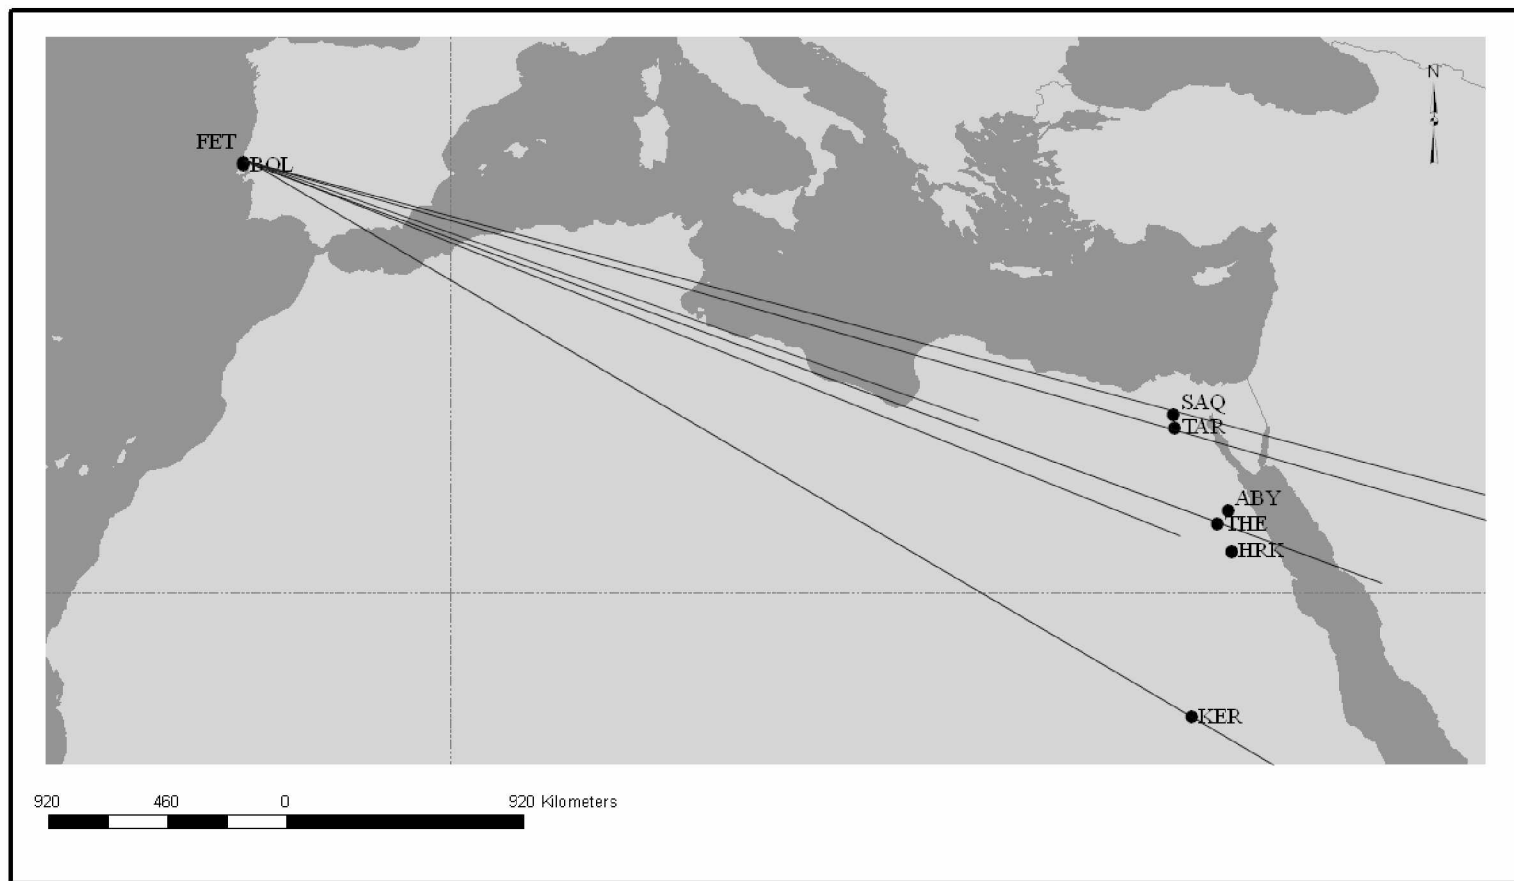 N
FET
BOL
SAQ
TAR
ABY
THE
HRK
KER
920 460 0 920 Kilometers